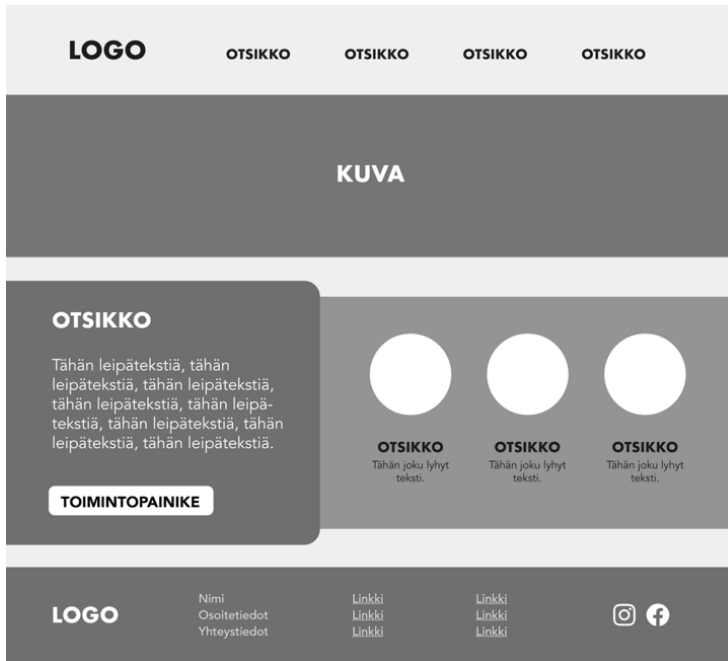 LOGO
OTSIKKO
OTSIKKO
OTSIKKO
OTSIKKO
KUVA
OTSIKKO
Tähän leipätekstiä, tähän
leipätekstiä, tähän leipätekstiä,
tähän leipätekstiä, tähän leipä-
tekstiä, tähän leipätekstiä, tähän
leipätekstiä, tähän leipätekstiä.
TOIMINTOPAINIKE
OTSIKKO
Tähän joku lyhyt
teksti.
OTSIKKO
Tähän joku lyhyt
teksti.
OTSIKKO
Tähän joku lyhyt
teksti.
LOGO
Nimi
Osoitetiedot
Yhteystiedot
Linkki
Linkki
Linkki
Linkki
Linkki
Linkki